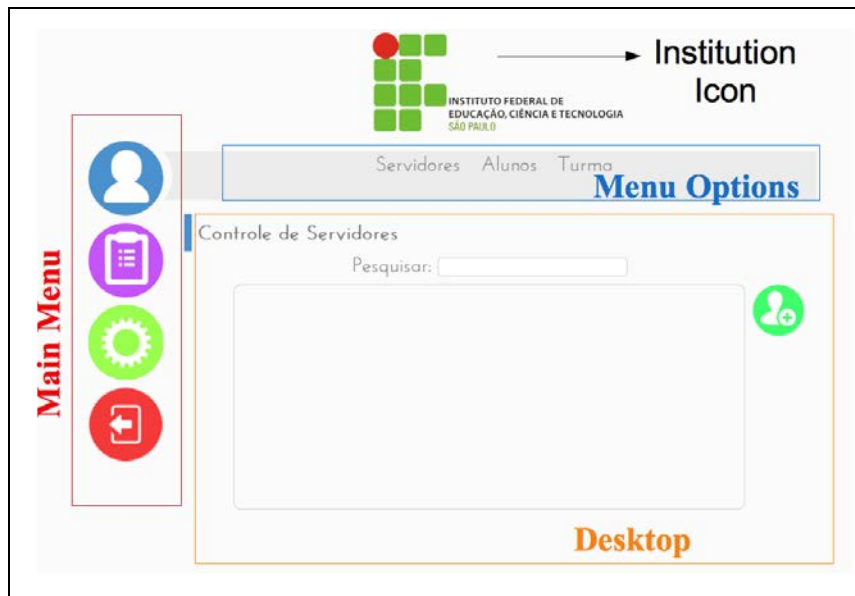 Institution
Icon
INSTITUTO FEDERAL DE
EDUCAÇÃO, CIÊNCIA E TECNOLOGIA
SÃO PAULO
Servidores Alunos Turma
Menu Options
Main Menu
Controle de Servidores
Pesquisar:
Desktop